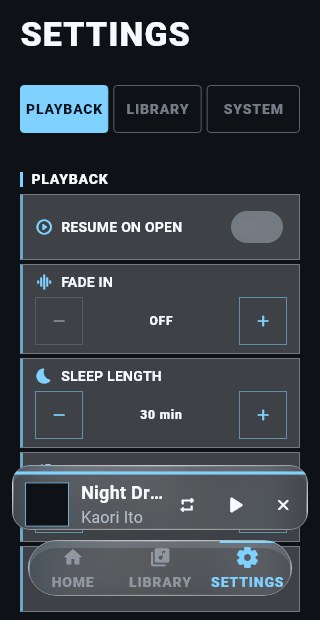 SETTINGS
PLAYBACK
LIBRARY
SYSTEM
PLAYBACK
RESUME ON OPEN
FADE IN
OFF
SLEEP LENGTH
30 min
Night Dr...
Kaori Ito
HOME
LIBRARY
SETTINGS